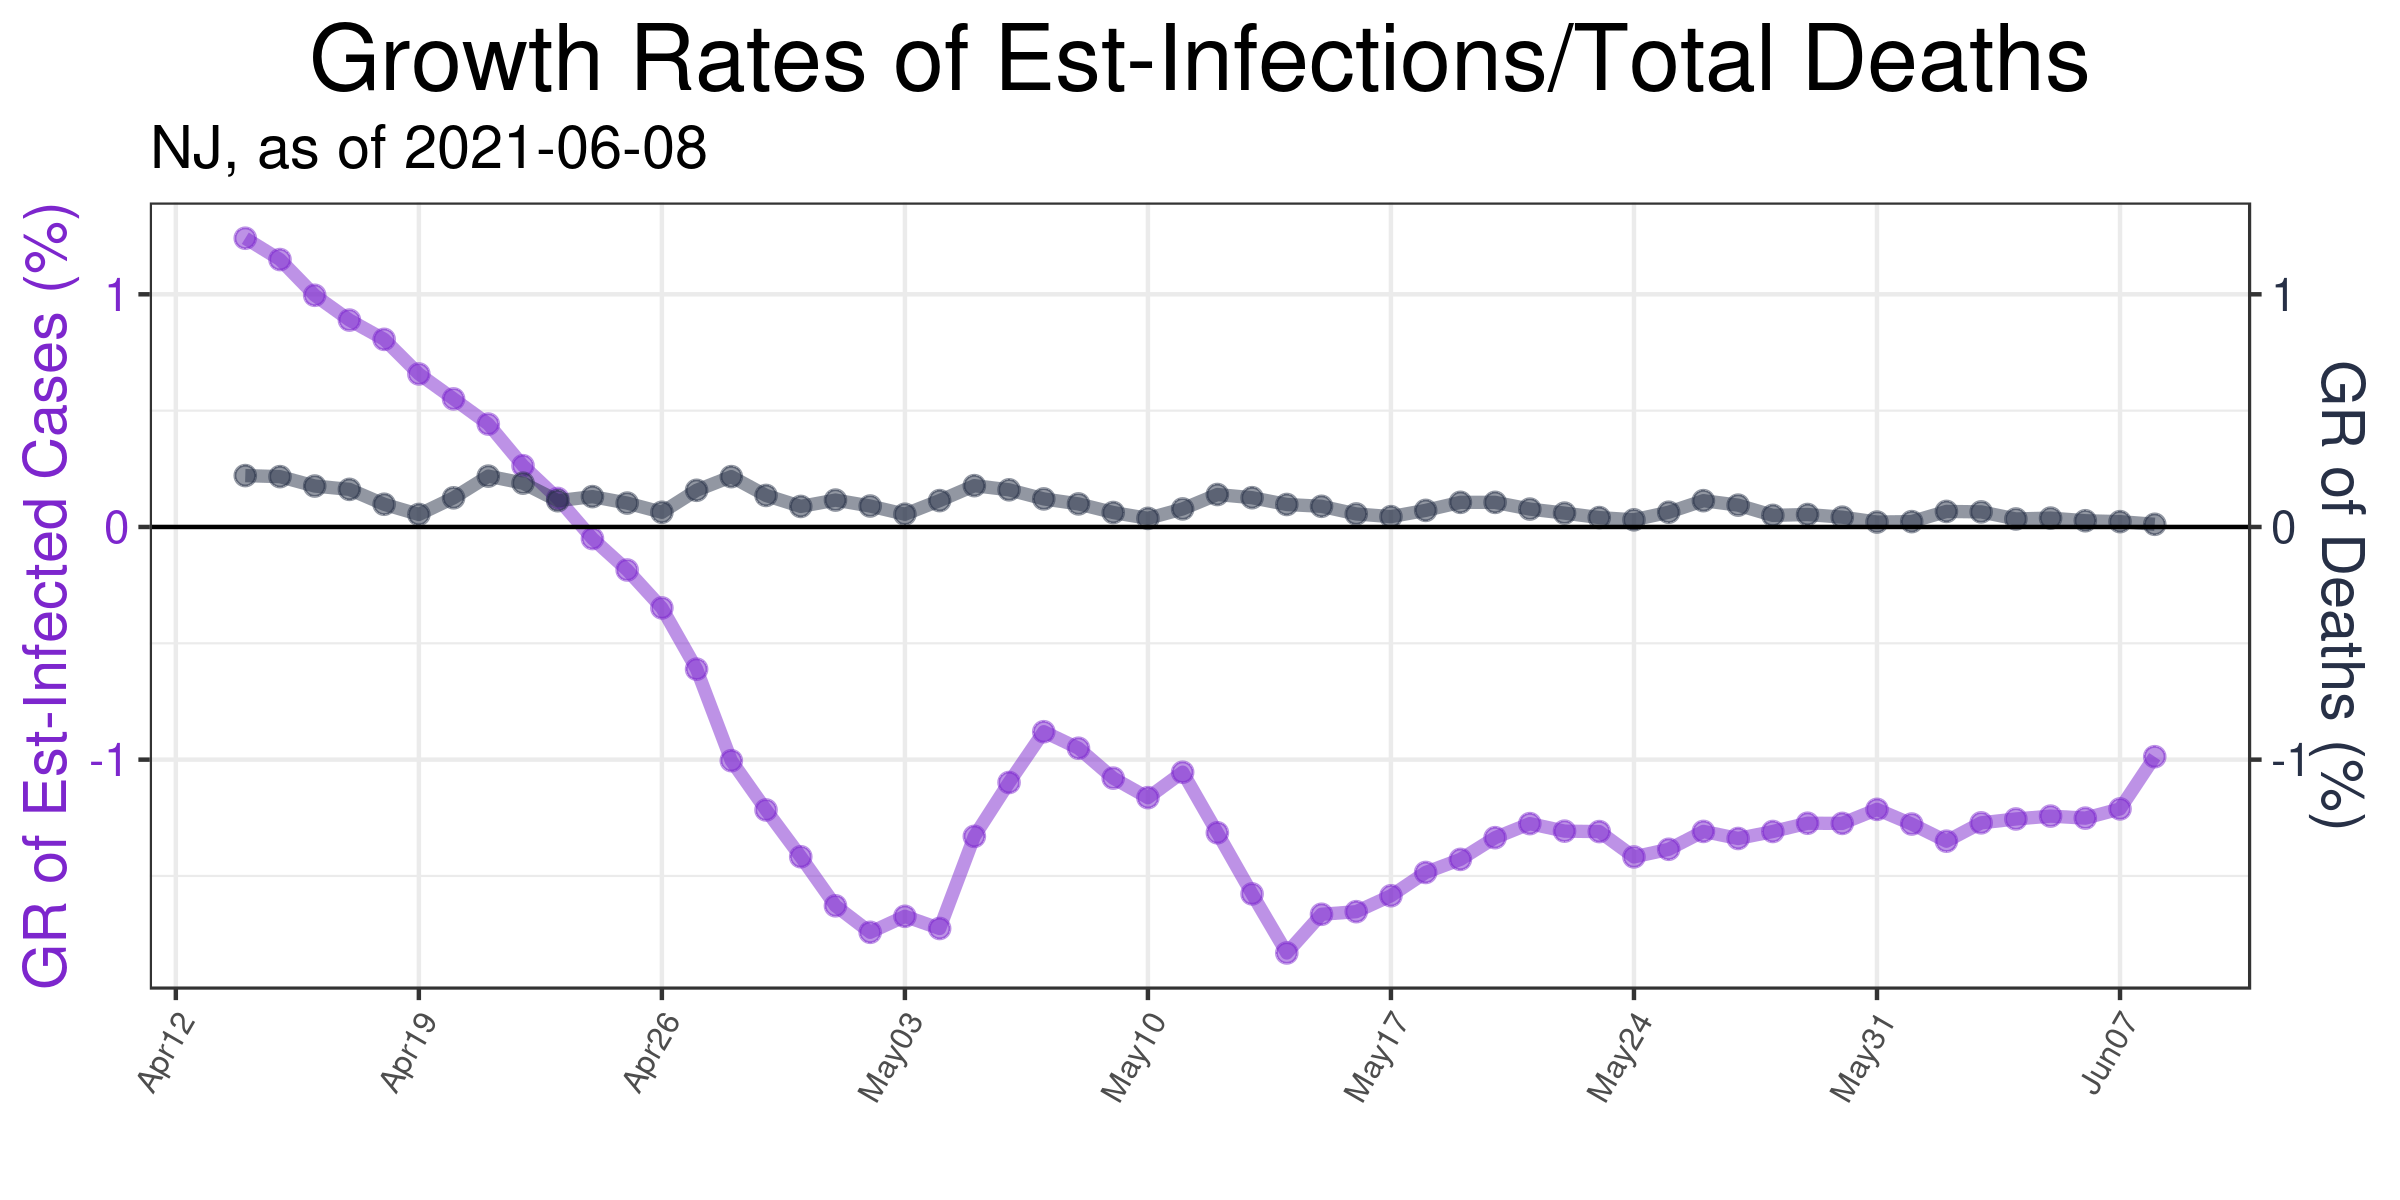 Growth Rates of Est-Infections/Total Deaths
NJ, as of 2021-06-08
GR of Est-Infected Cases (%)
1
0
-1
1
0
-1
GR of Deaths (%)
Apr12
Apr19
Apr26
May03
May10
May17
May24
May31
Jun07